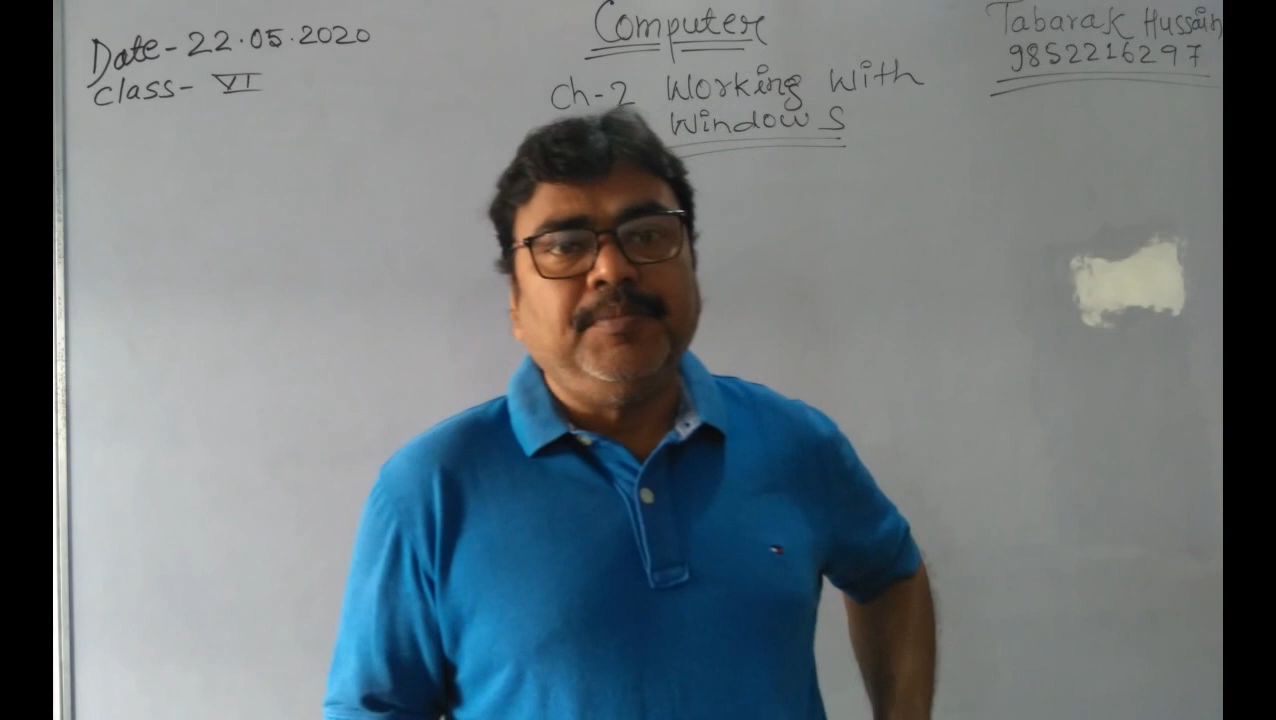 Date-22.05.2020
Class- VI
Computer
Ch-2 Working With
Windows
Tabarak Hussain
9852216297